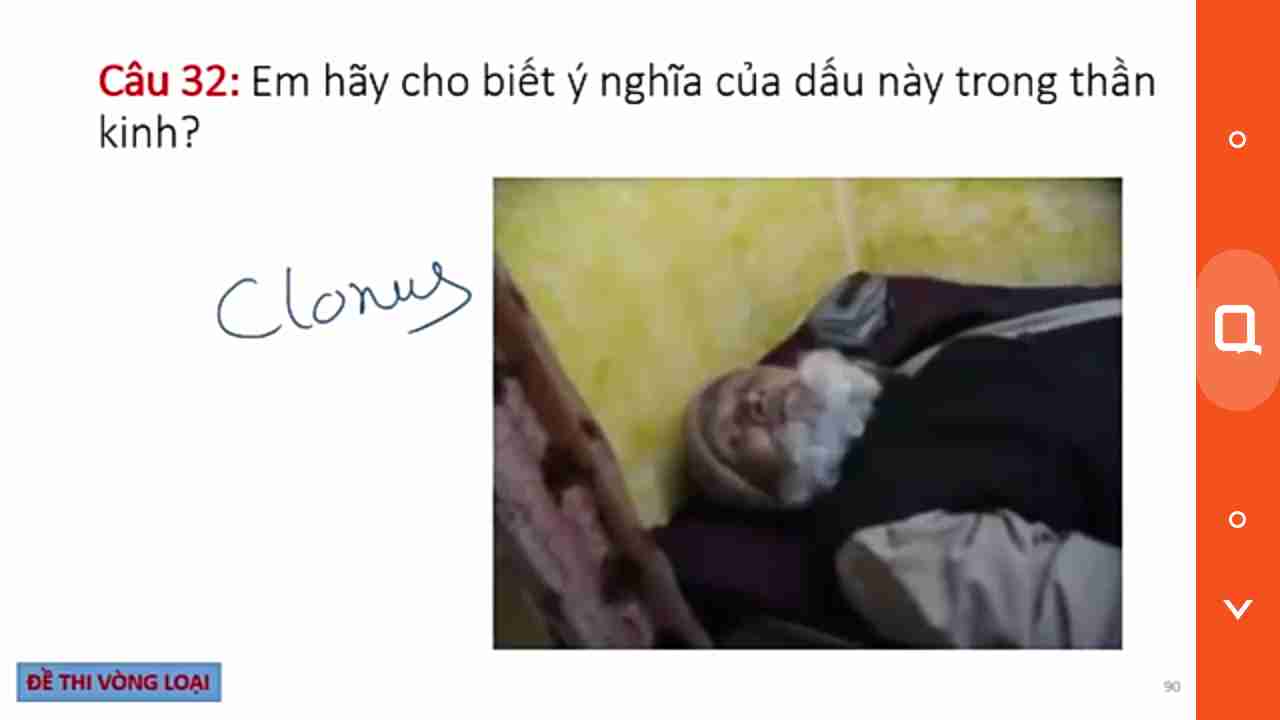 Câu 32: Em hãy cho biết ý nghĩa của dấu này trong thần
kinh?
Clonus
ĐỀ THI VÒNG LOẠI
90